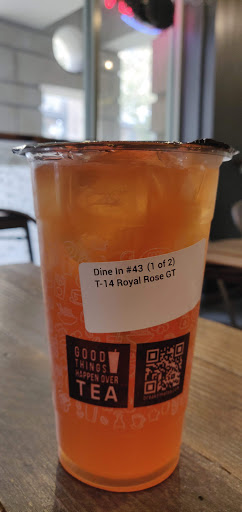 Dine In #43 (1 of 2)
T-14 Royal Rose GT
GOOD
THINGS
HAPPEN OVER
TEA